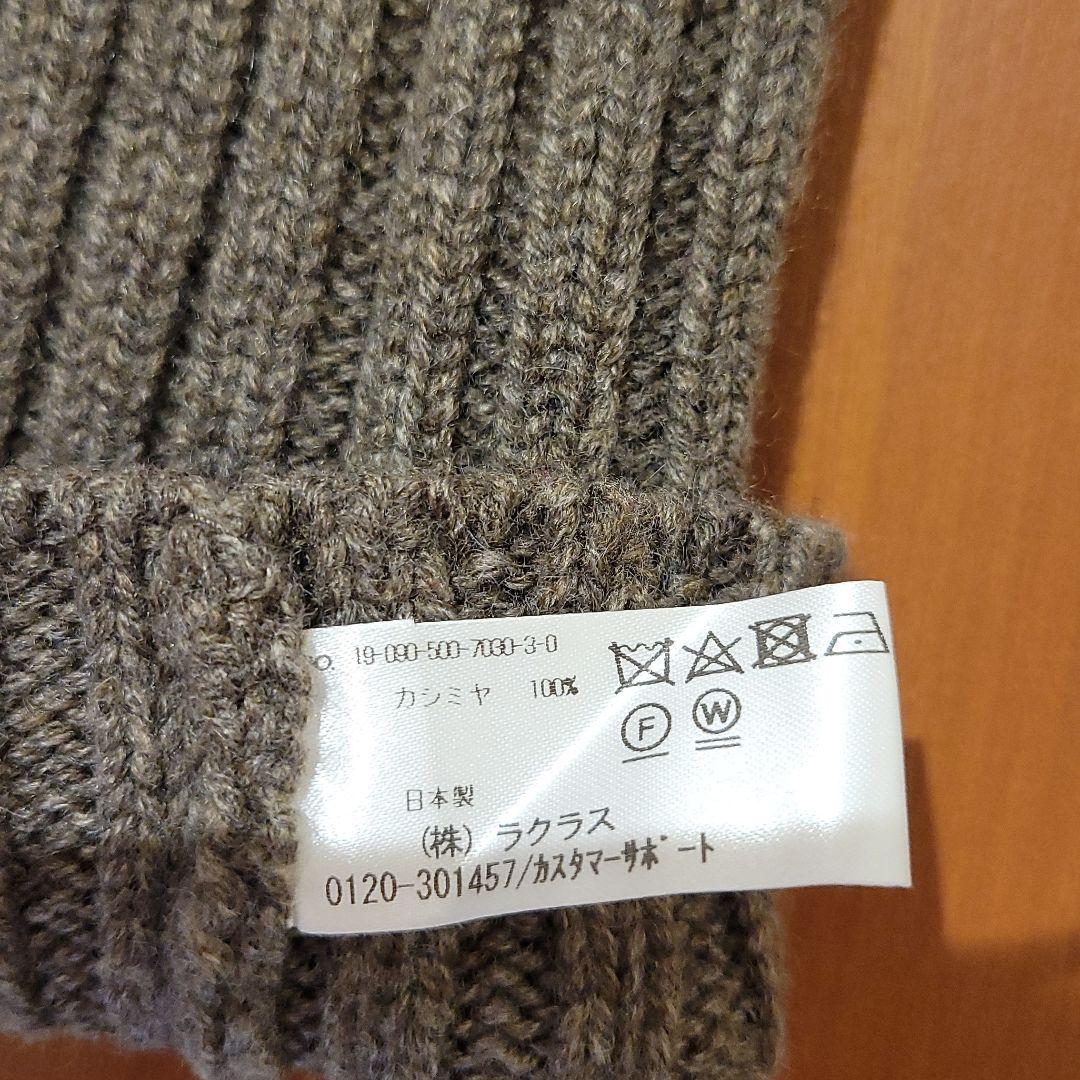 no. 19-090-500-7030-3-0
カシミヤ 100%
F W
日本製
(株) ラクラス
0120-301457/カスタマーサポート